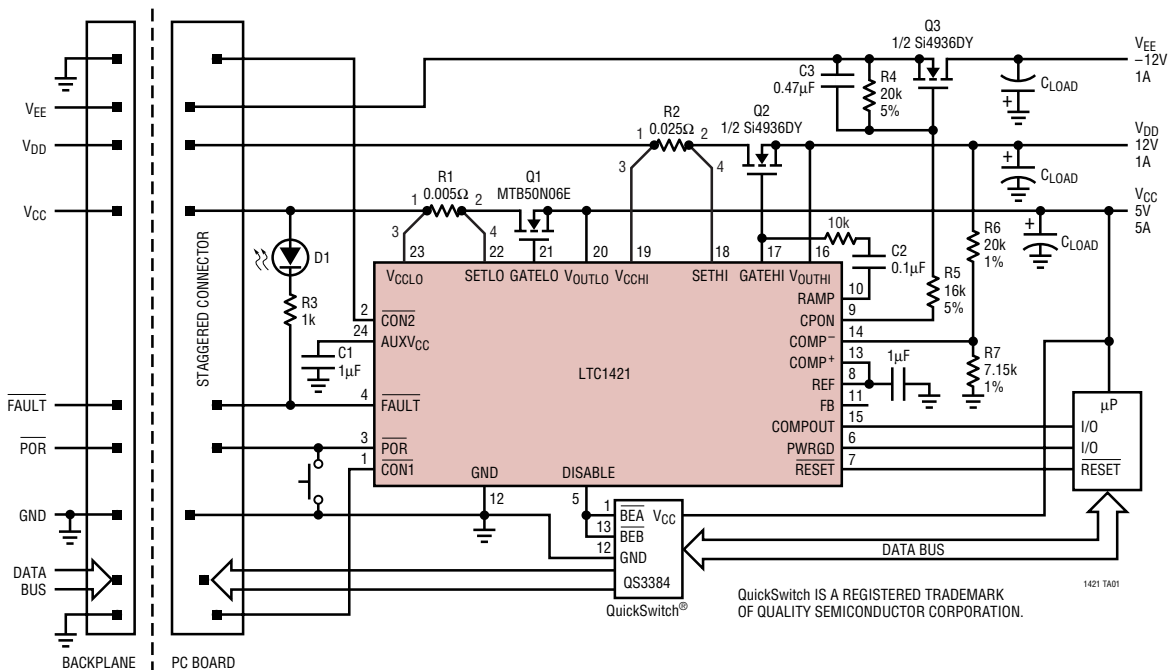 Q3
1/2 Si4936DY
VEE
–12V
1A
C3
0.47µF
R4
20k
5%
CLOAD
+
VEE
VDD
VCC
R2
0.025Ω
1
2
3
4
Q2
1/2 Si4936DY
VDD
12V
1A
+
CLOAD
R1
0.005Ω
1
2
3
4
Q1
MTB50N06E
VCC
5V
5A
+
CLOAD
R6
20k
1%
10k
C2
0.1µF
R5
16k
5%
R7
7.15k
1%
D1
R3
1k
STAGGERED CONNECTOR
23
22
21
20
19
18
17
16
VCCLO
SETLO
GATELO
VOUTLO
VCCHI
SETHI
GATEHI
VOUTHI
2
CON2
24
AUXVCC
C1
1µF
4
FAULT
3
POR
1
CON1
LTC1421
RAMP
10
CPON
9
COMP–
14
COMP+
13
REF
8
1µF
FB
11
COMPOUT
15
PWRGD
6
RESET
7
GND
12
DISABLE
5
µP
I/O
I/O
RESET
FAULT
POR
GND
DATA
BUS
1
BEA
VCC
13
BEB
12
GND
QS3384
QuickSwitch®
DATA BUS
1421 TA01
QuickSwitch IS A REGISTERED TRADEMARK
OF QUALITY SEMICONDUCTOR CORPORATION.
BACKPLANE
PC BOARD